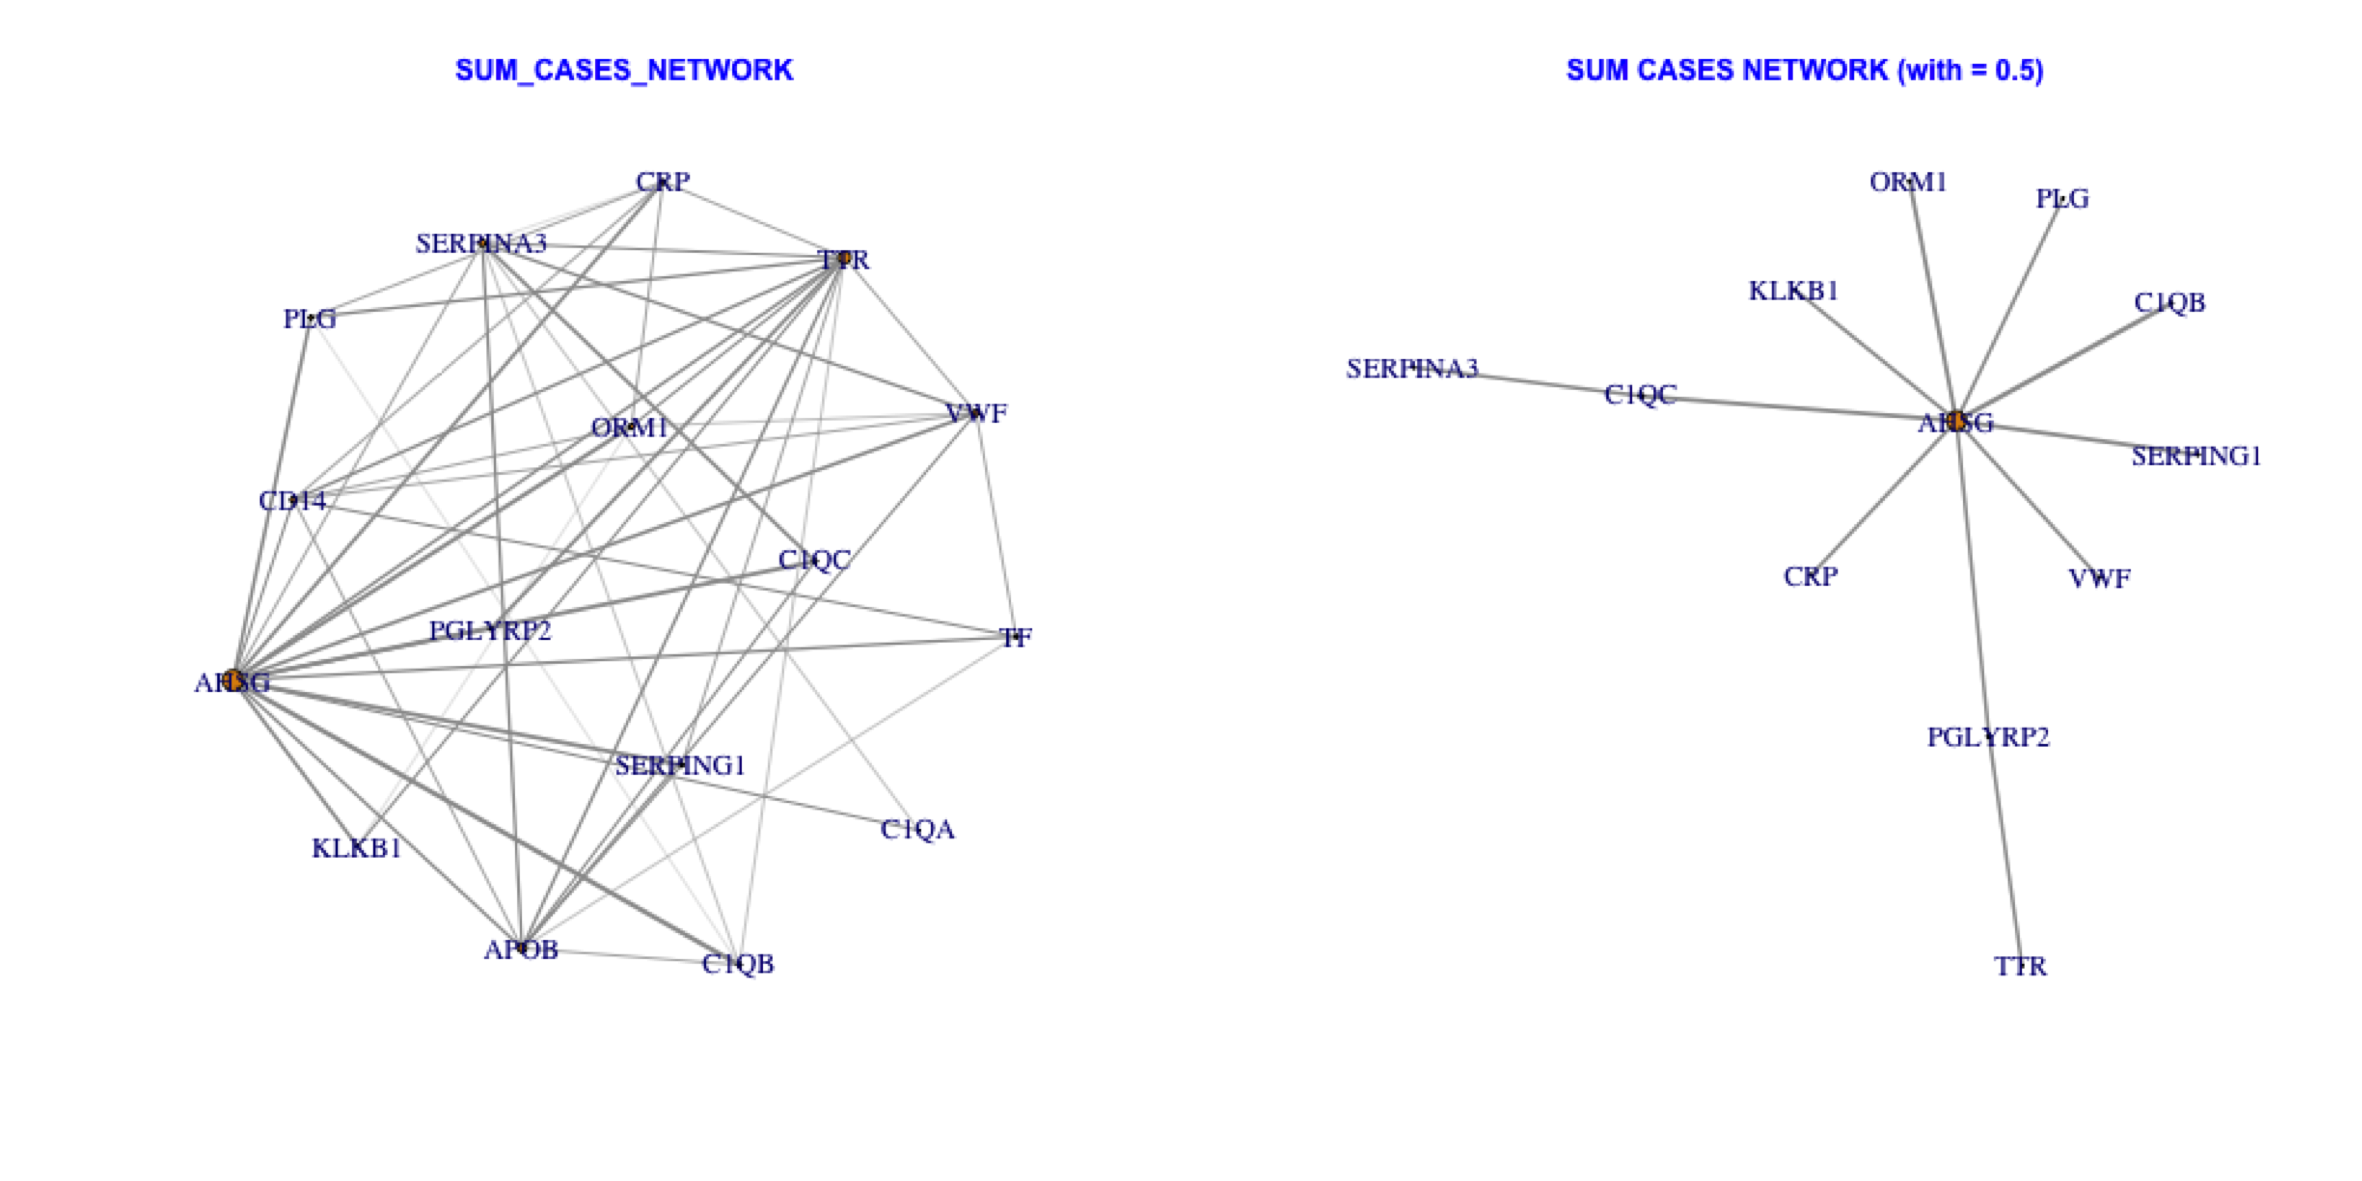 SUM_CASES_NETWORK
CRP
SERPINA3
TTR
PLG
VWF
ORM1
CD14
C1QC
PGLYRP2
TF
AHSG
SERPING1
C1QA
KLKB1
APOB
C1QB
SUM CASES NETWORK (with = 0.5)
ORM1
PLG
KLKB1
C1QB
SERPINA3
C1QC
AHSG
SERPING1
CRP
VWF
PGLYRP2
TTR